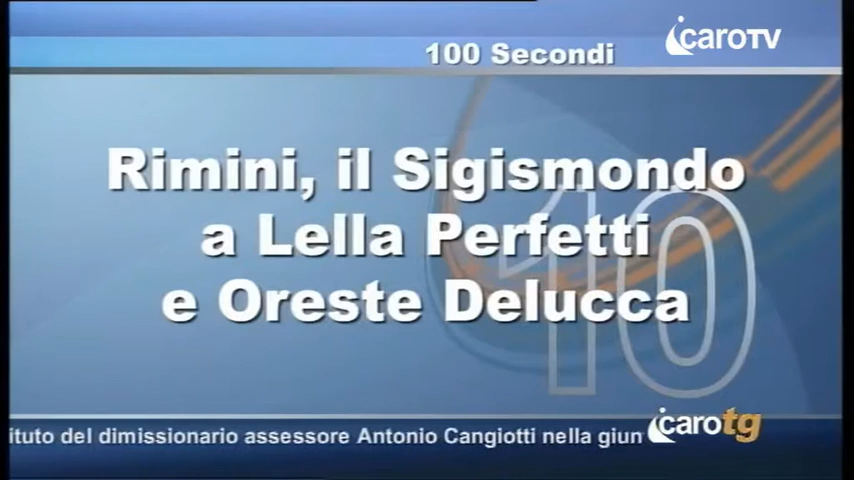 icaroTV
100 Secondi
Rimini, il Sigismondo
a Lella Perfetti
e Oreste Delucca
10
ituto del dimissionario assessore Antonio Cangiotti nella giun
icarotg